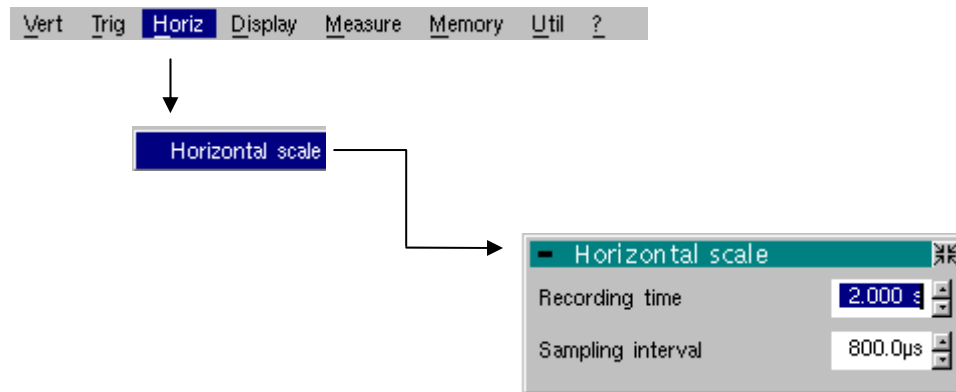 Vert Trig Horiz Display Measure Memory Util ?
Horizontal scale
Horizontal scale
Recording time 2.000 s
Sampling interval 800.0µs